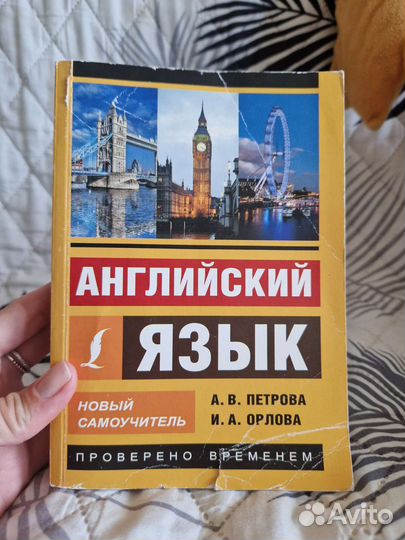 АНГЛИЙСКИЙ
ЯЗЫК
НОВЫЙ
САМОУЧИТЕЛЬ
А. В. ПЕТРОВА
И. А. ОРЛОВА
ПРОВЕРЕНО ВРЕМЕНЕМ
Avito